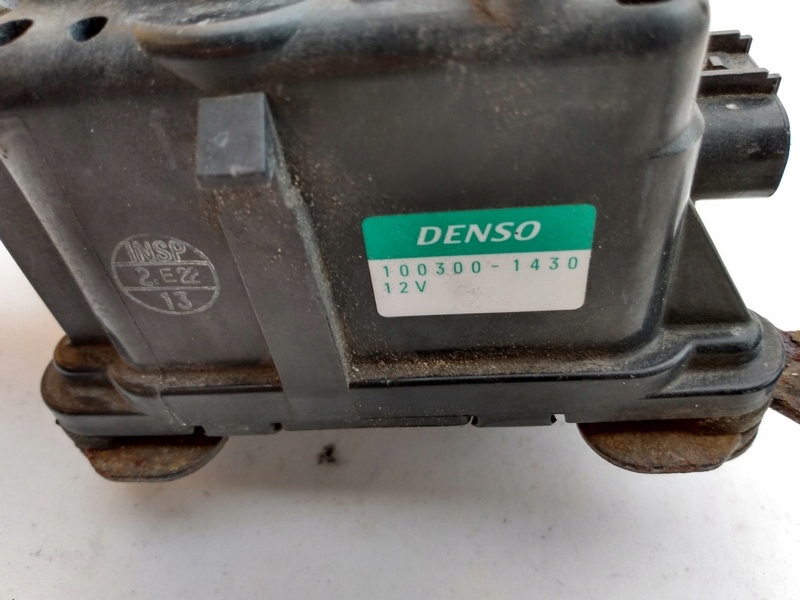 INSP
2.E22
13
DENSO
100300-1430
12V